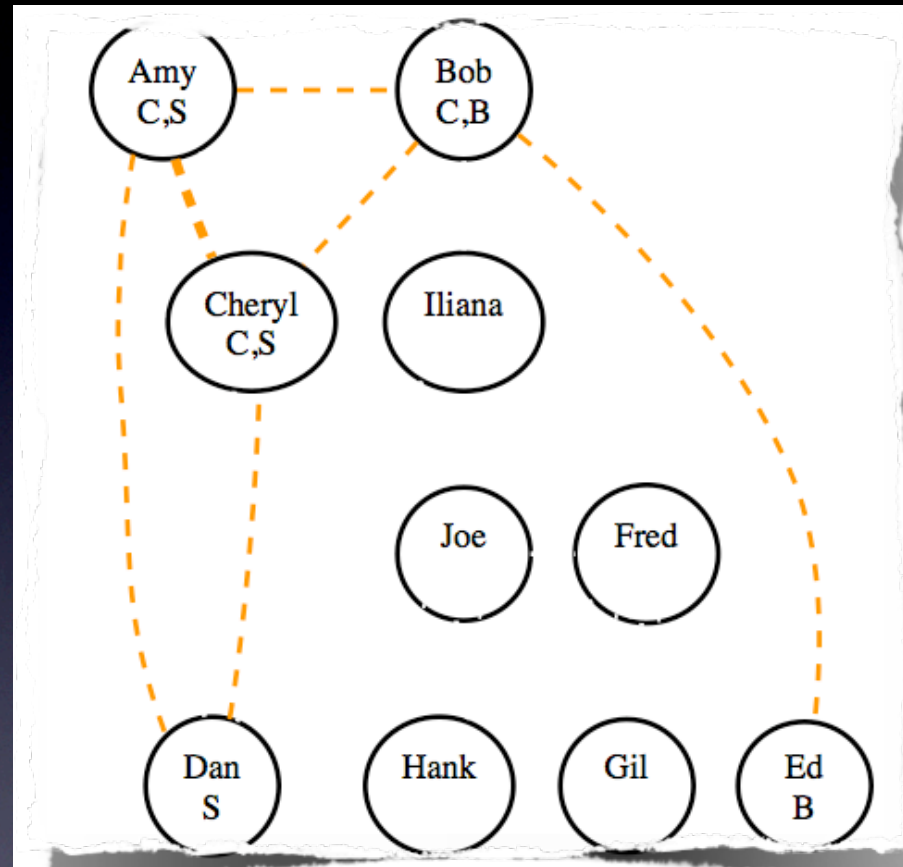 Amy
C,S
Bob
C,B
Cheryl
C,S
Iliana
Joe
Fred
Dan
S
Hank
Gil
Ed
B